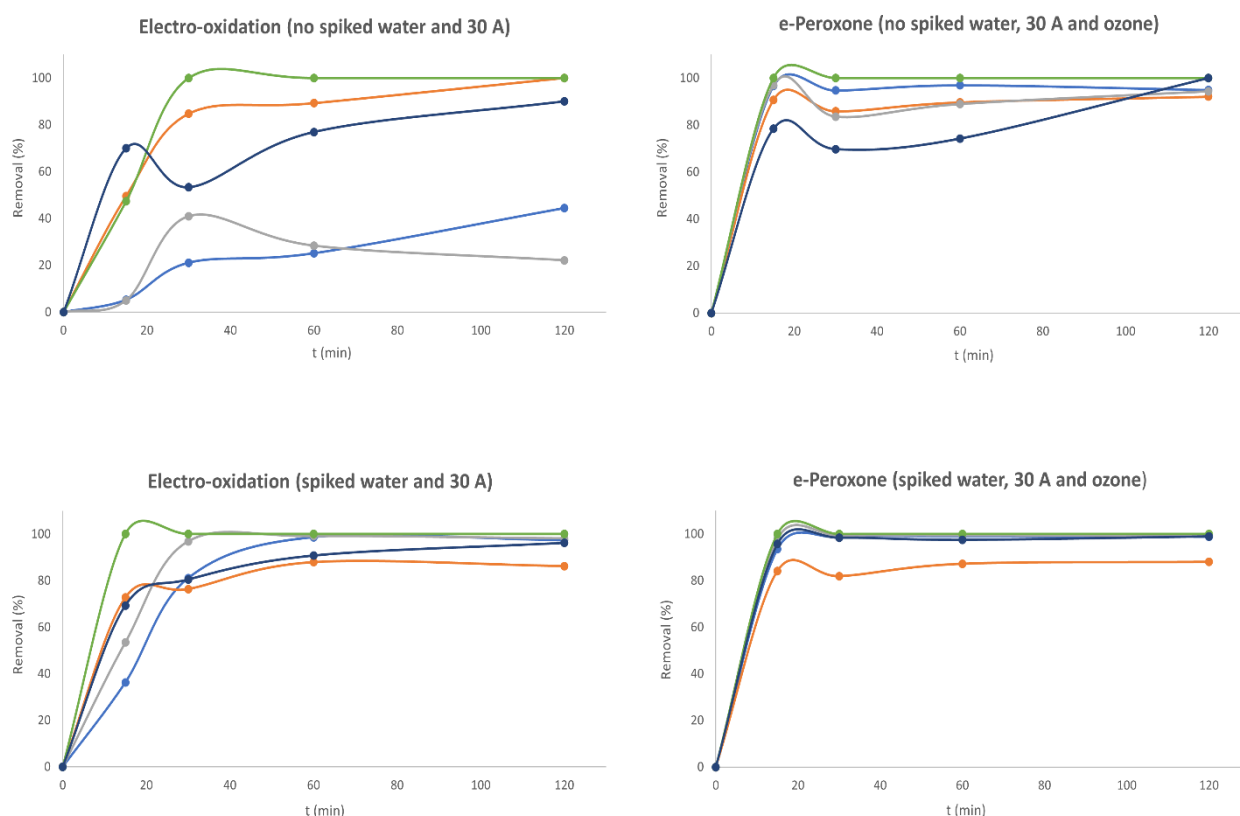 Electro-oxidation (no spiked water and 30 A)
Removal (%)
100
80
60
40
20
0
0 20 40 60 80 100 120
t (min)
e-Peroxone (no spiked water, 30 A and ozone)
Removal (%)
100
80
60
40
20
0
0 20 40 60 80 100 120
t (min)
Electro-oxidation (spiked water and 30 A)
Removal (%)
100
80
60
40
20
0
0 20 40 60 80 100 120
t (min)
e-Peroxone (spiked water, 30 A and ozone)
Removal (%)
100
80
60
40
20
0
0 20 40 60 80 100 120
t (min)